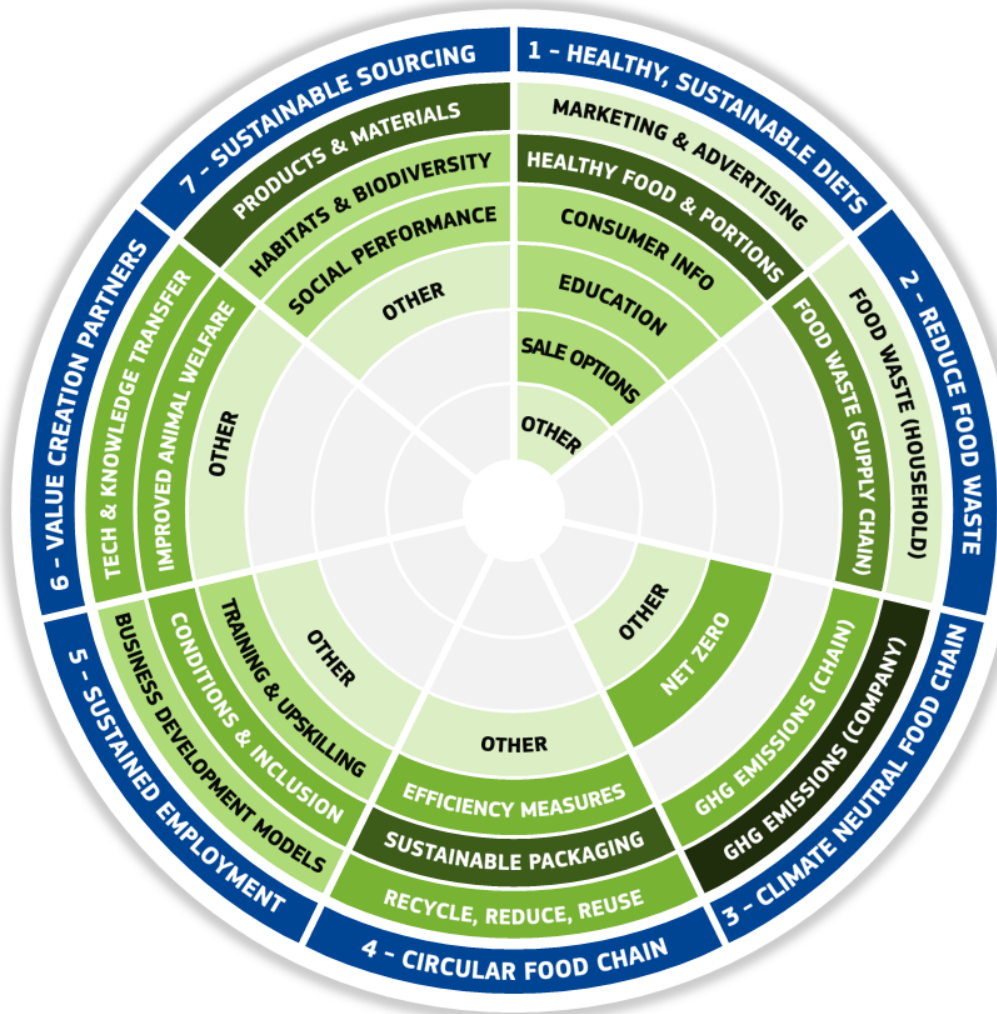 1 – HEALTHY, SUSTAINABLE DIETS
MARKETING & ADVERTISING
HEALTHY FOOD & PORTIONS
CONSUMER INFO
EDUCATION
SALE OPTIONS
OTHER
2 – REDUCE FOOD WASTE
FOOD WASTE (HOUSEHOLD)
FOOD WASTE (SUPPLY CHAIN)
3 – CLIMATE NEUTRAL FOOD CHAIN
GHG EMISSIONS (COMPANY)
GHG EMISSIONS (CHAIN)
NET ZERO
OTHER
4 – CIRCULAR FOOD CHAIN
RECYCLE, REDUCE, REUSE
SUSTAINABLE PACKAGING
EFFICIENCY MEASURES
OTHER
5 – SUSTAINED EMPLOYMENT
BUSINESS DEVELOPMENT MODELS
CONDITIONS & INCLUSION
TRAINING & UPSKILLING
OTHER
6 – VALUE CREATION PARTNERS
TECH & KNOWLEDGE TRANSFER
IMPROVED ANIMAL WELFARE
OTHER
7 – SUSTAINABLE SOURCING
PRODUCTS & MATERIALS
HABITATS & BIODIVERSITY
SOCIAL PERFORMANCE
OTHER